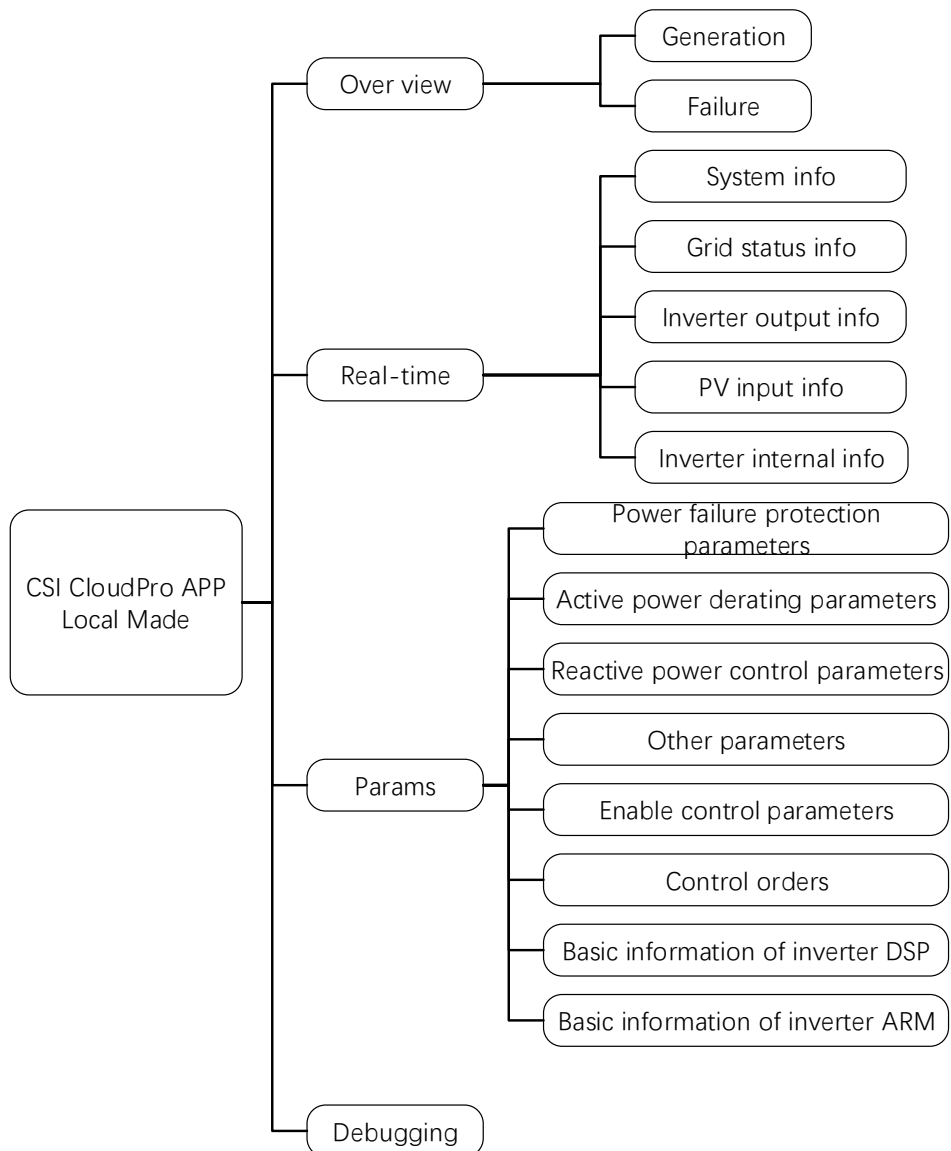 Generation
Over view
Failure
System info
Grid status info
Inverter output info
Real-time
PV input info
Inverter internal info
CSI CloudPro APP
Local Made
Power failure protection
parameters
Active power derating parameters
Reactive power control parameters
Other parameters
Params
Enable control parameters
Control orders
Basic information of inverter DSP
Basic information of inverter ARM
Debugging